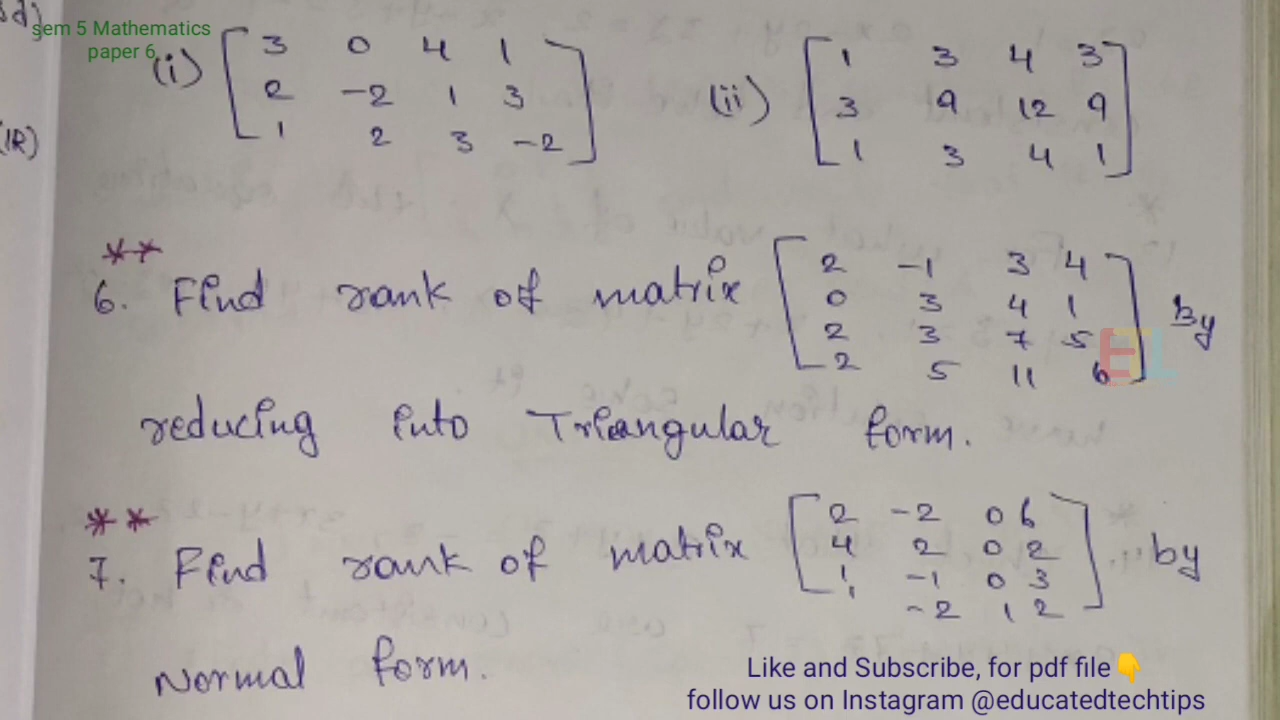 sem 5 Mathematics
paper 6
(i) [ 3 0 4 1
2 -2 1 3
1 2 3 -2 ]
(ii) [ 1 3 4 3
3 9 12 9
1 3 4 1 ]
(IR)
**
6. Find rank of matrix [ 2 -1 3 4
0 3 4 1
2 3 7 5
2 5 11 6 ] By
EL
reducing into Triangular form.
**
7. Find rank of matrix [ 2 -2 0 6
4 2 0 2
1 -1 0 3
1 -2 1 2 ] by
Normal form.
Like and Subscribe, for pdf file👇
follow us on Instagram @educatedtechtips